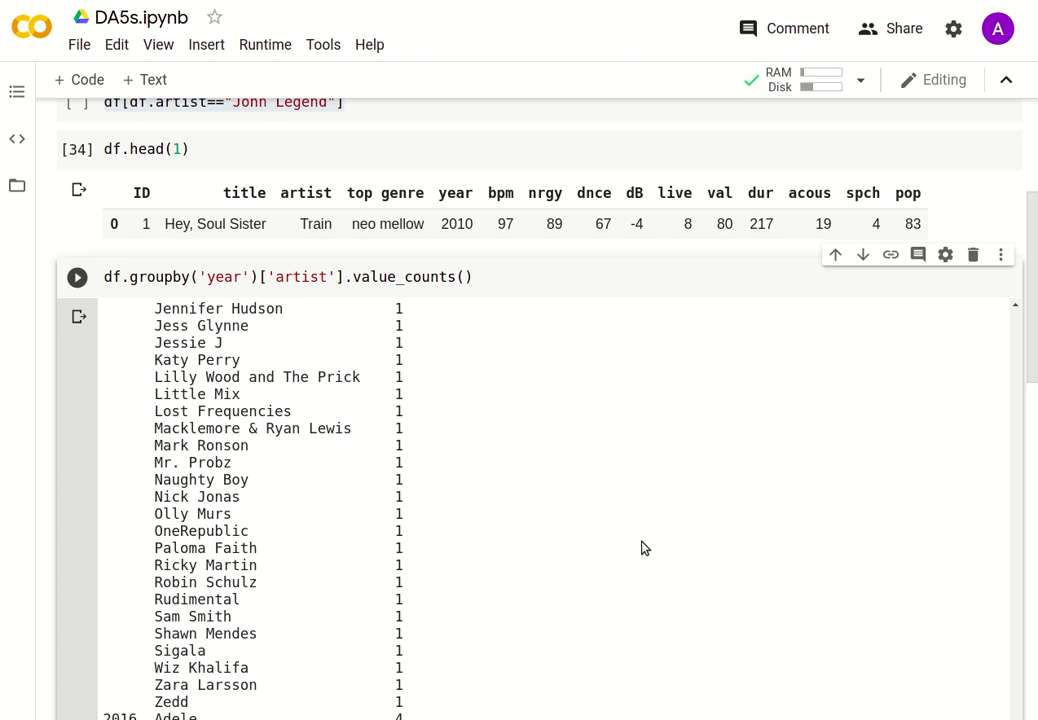 DA5s.ipynb
File Edit View Insert Runtime Tools Help
Comment Share A
+ Code + Text
RAM
Disk
Editing
[ ] df[df.artist=="John Legend"]
[34] df.head(1)
ID title artist top genre year bpm nrgy dnce dB live val dur acous spch pop
0 1 Hey, Soul Sister Train neo mellow 2010 97 89 67 -4 8 80 217 19 4 83
df.groupby('year')['artist'].value_counts()
Jennifer Hudson 1
Jess Glynne 1
Jessie J 1
Katy Perry 1
Lilly Wood and The Prick 1
Little Mix 1
Lost Frequencies 1
Macklemore & Ryan Lewis 1
Mark Ronson 1
Mr. Probz 1
Naughty Boy 1
Nick Jonas 1
Olly Murs 1
OneRepublic 1
Paloma Faith 1
Ricky Martin 1
Robin Schulz 1
Rudimental 1
Sam Smith 1
Shawn Mendes 1
Sigala 1
Wiz Khalifa 1
Zara Larsson 1
Zedd 1
2016 Adele 4